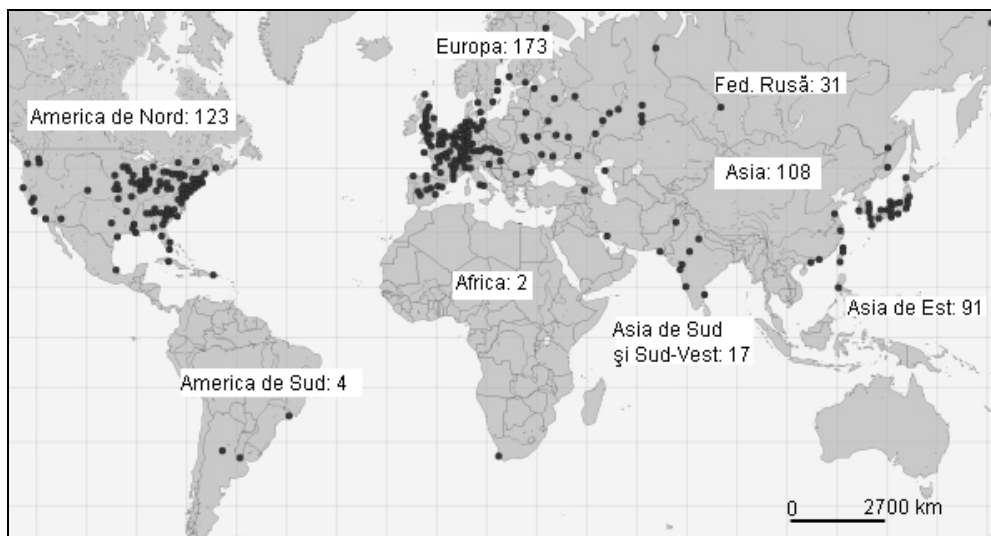 Europa: 173
Fed. Rusă: 31
America de Nord: 123
Asia: 108
Africa: 2
Asia de Est: 91
Asia de Sud
şi Sud-Vest: 17
America de Sud: 4
0 2700 km